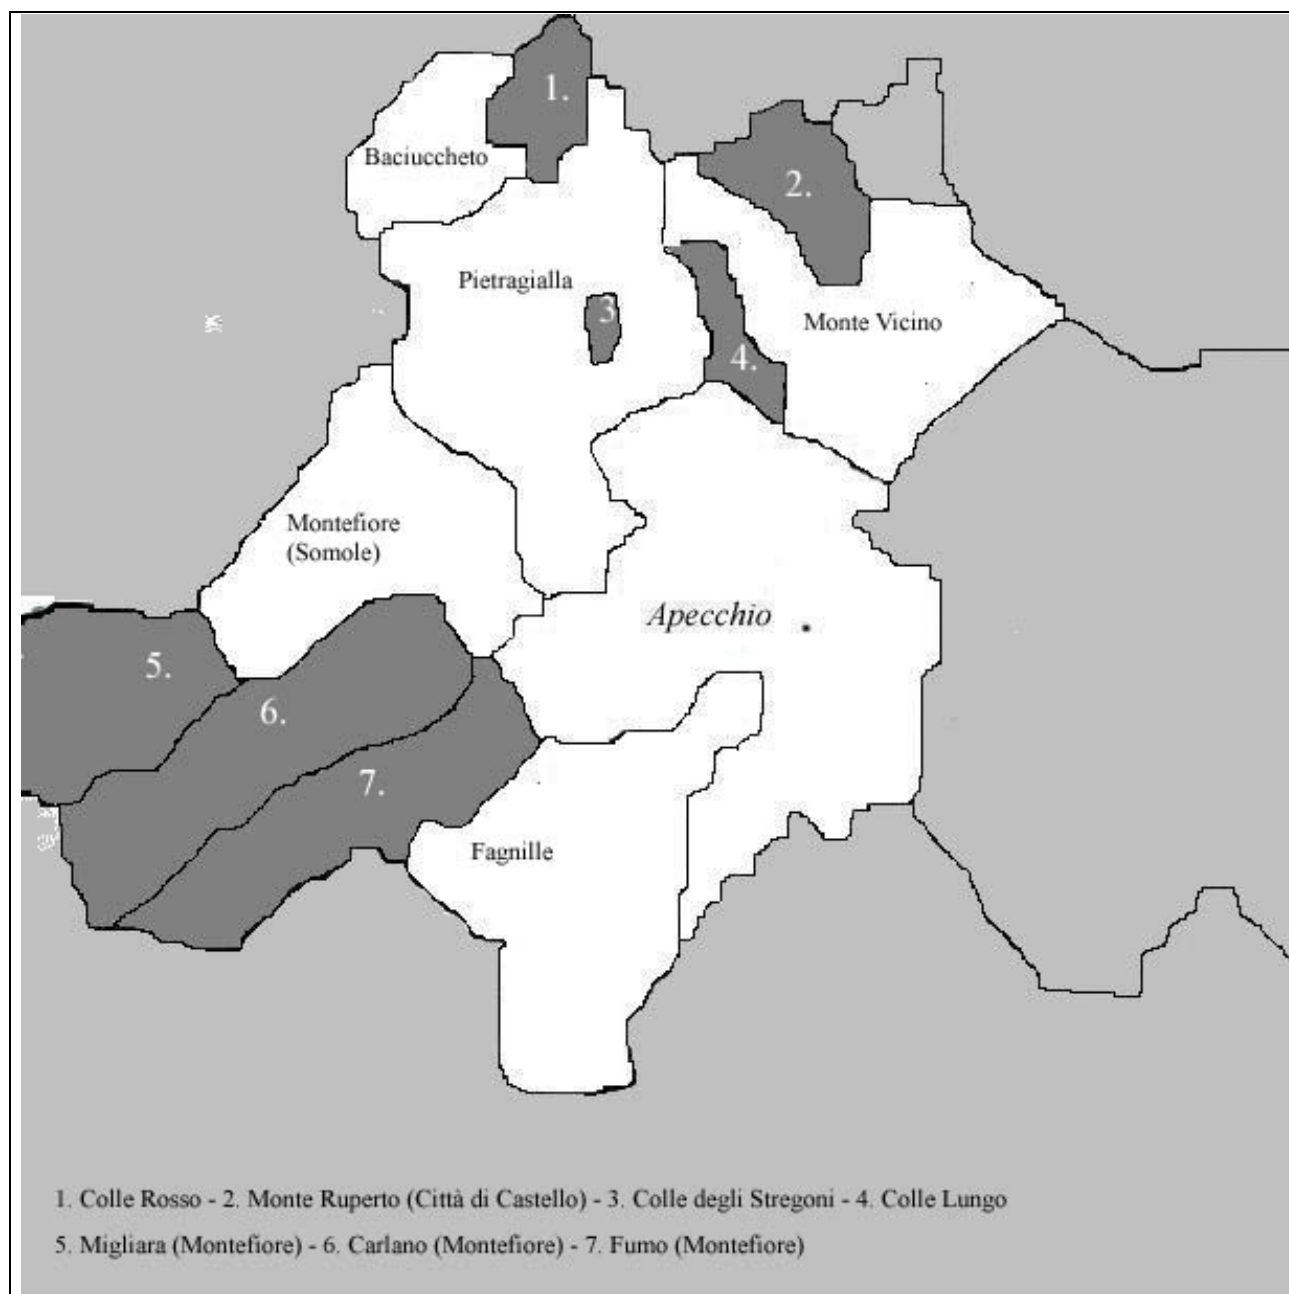 1.
Baciuccheto
2.
Pietragialla
3
Monte Vicino
4.
Montefiore
(Somole)
Apecchio
5.
6.
7.
Fagnille
1. Colle Rosso - 2. Monte Ruperto (Città di Castello) - 3. Colle degli Stregoni - 4. Colle Lungo
5. Migliara (Montefiore) - 6. Carlano (Montefiore) - 7. Fumo (Montefiore)